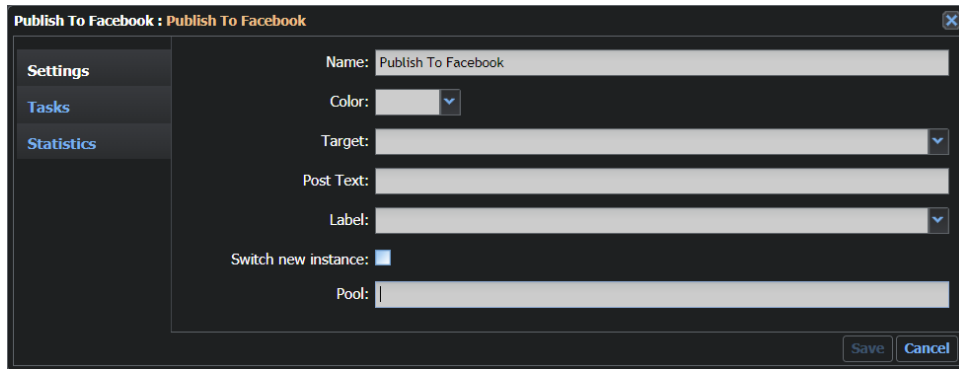 Publish To Facebook : Publish To Facebook
Settings
Tasks
Statistics
Name: Publish To Facebook
Color:
Target:
Post Text:
Label:
Switch new instance:
Pool:
Save Cancel